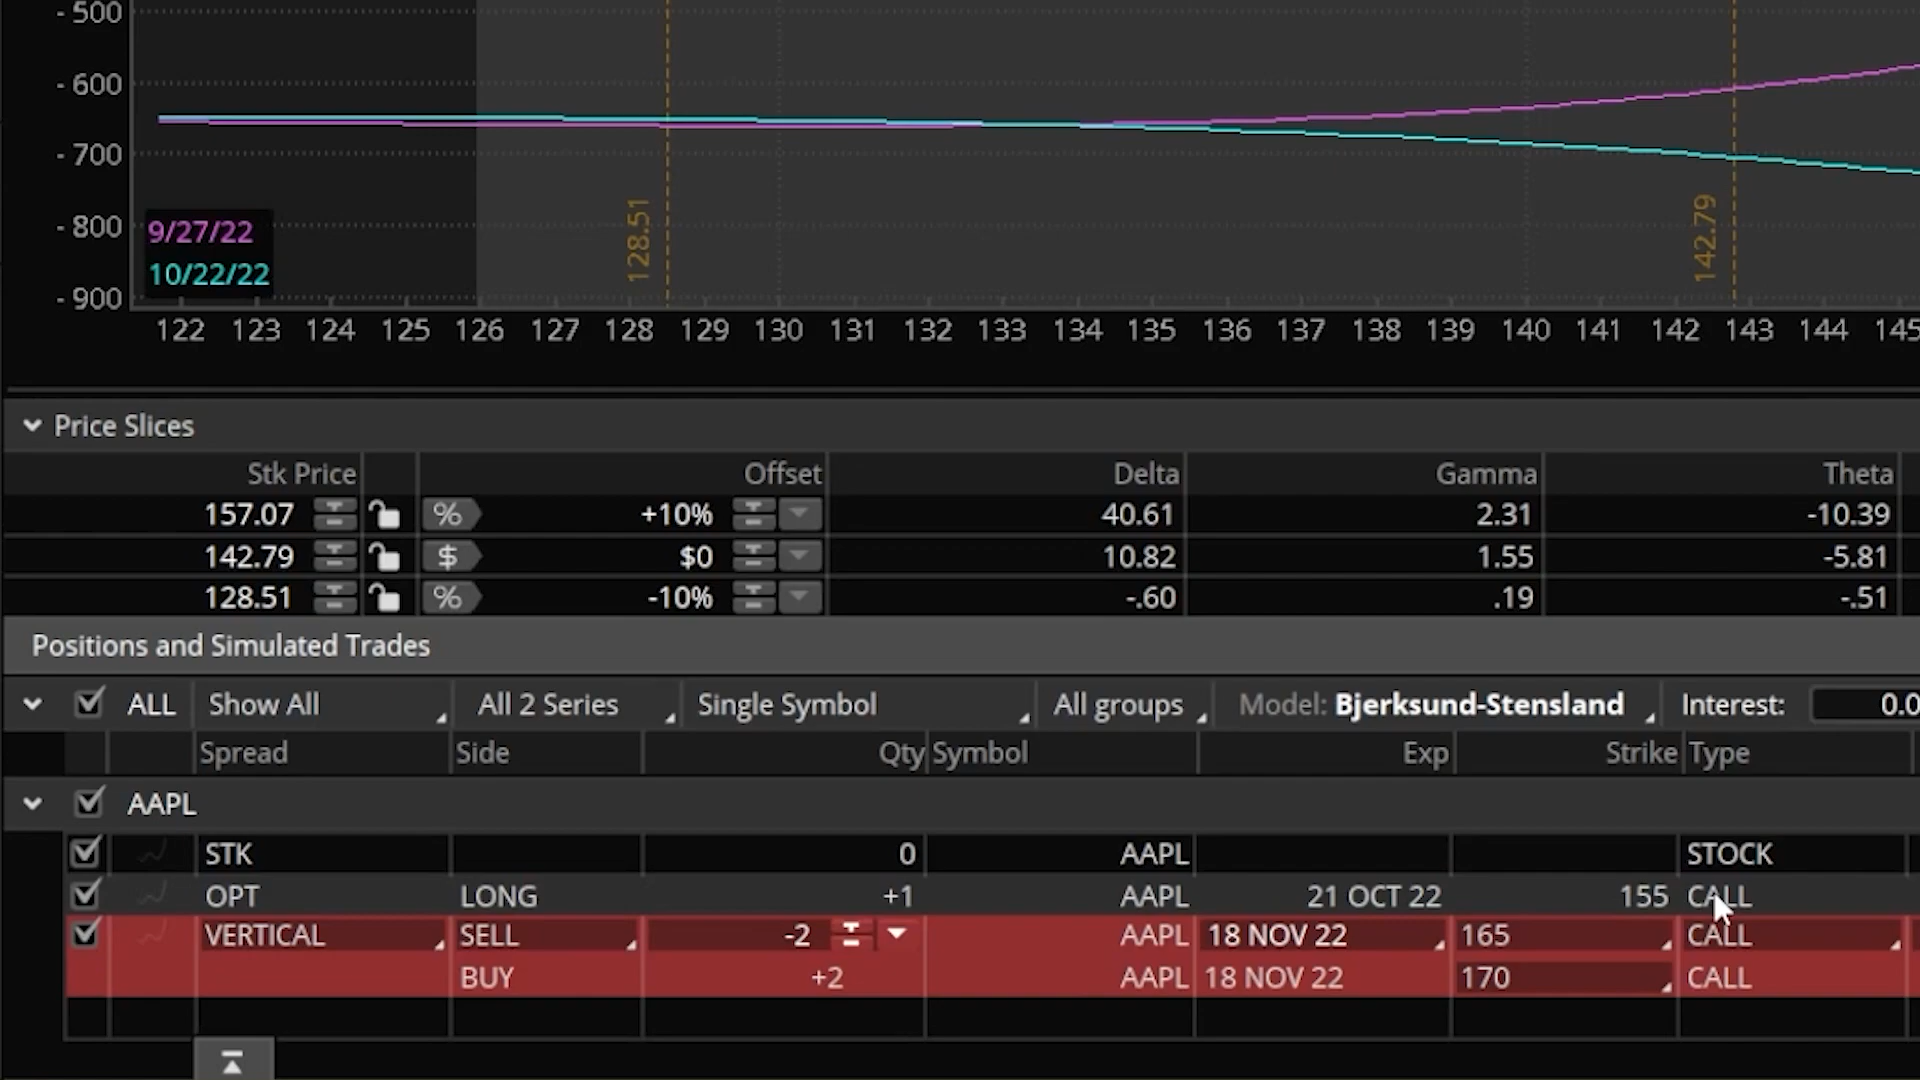 -500
-600
-700
-800
-900
9/27/22
10/22/22
128.51
142.79
122 123 124 125 126 127 128 129 130 131 132 133 134 135 136 137 138 139 140 141 142 143 144 145
Price Slices
Stk Price Offset Delta Gamma Theta
157.07 % +10% 40.61 2.31 -10.39
142.79 $ $0 10.82 1.55 -5.81
128.51 % -10% -.60 .19 -.51
Positions and Simulated Trades
ALL Show All All 2 Series Single Symbol All groups Model: Bjerksund-Stensland Interest: 0.0
Spread Side Qty Symbol Exp Strike Type
AAPL
STK 0 AAPL STOCK
OPT LONG +1 AAPL 21 OCT 22 155 CALL
VERTICAL SELL -2 AAPL 18 NOV 22 165 CALL
BUY +2 AAPL 18 NOV 22 170 CALL